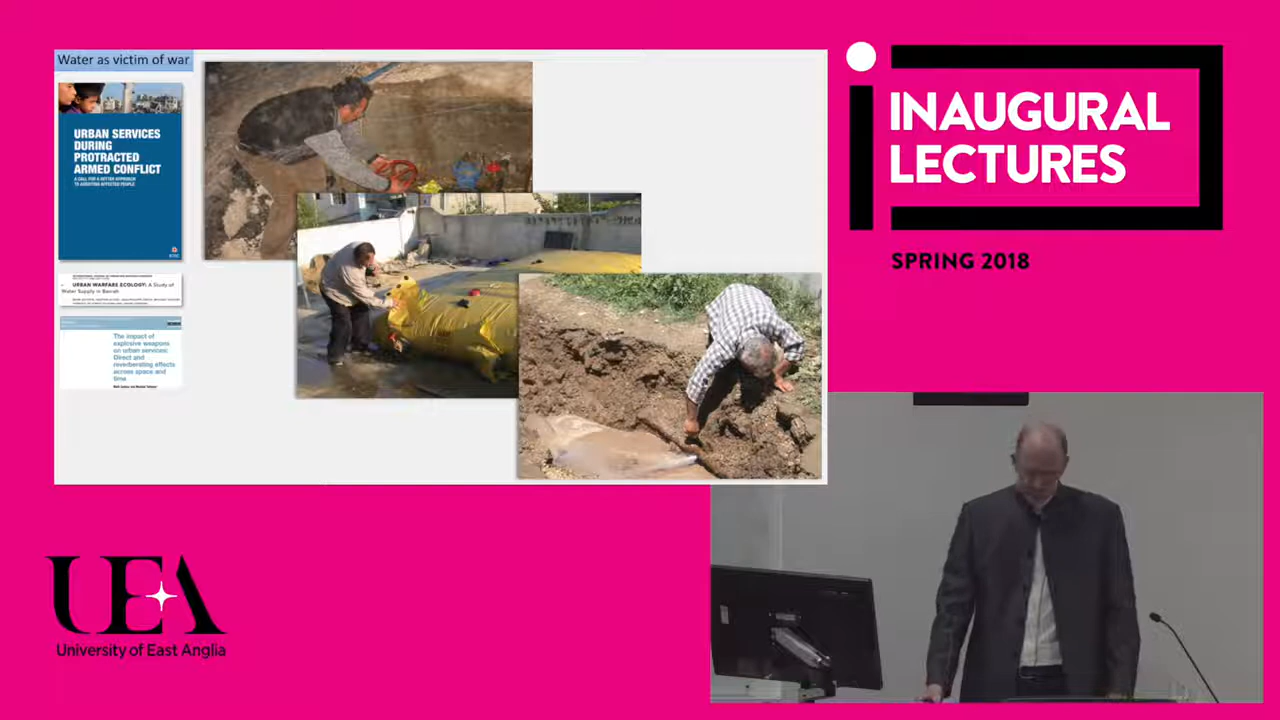 Water as victim of war
URBAN SERVICES
DURING
PROTRACTED
ARMED CONFLICT
A CALL FOR A BETTER APPROACH
TO ASSISTING AFFECTED PEOPLE
URBAN WARFARE ECOLOGY: A Study of
Water Supply in Basrah
The impact of
explosive weapons
on urban services:
Direct and
reverberating effects
across space and
time
INAUGURAL
LECTURES
SPRING 2018
UEA
University of East Anglia